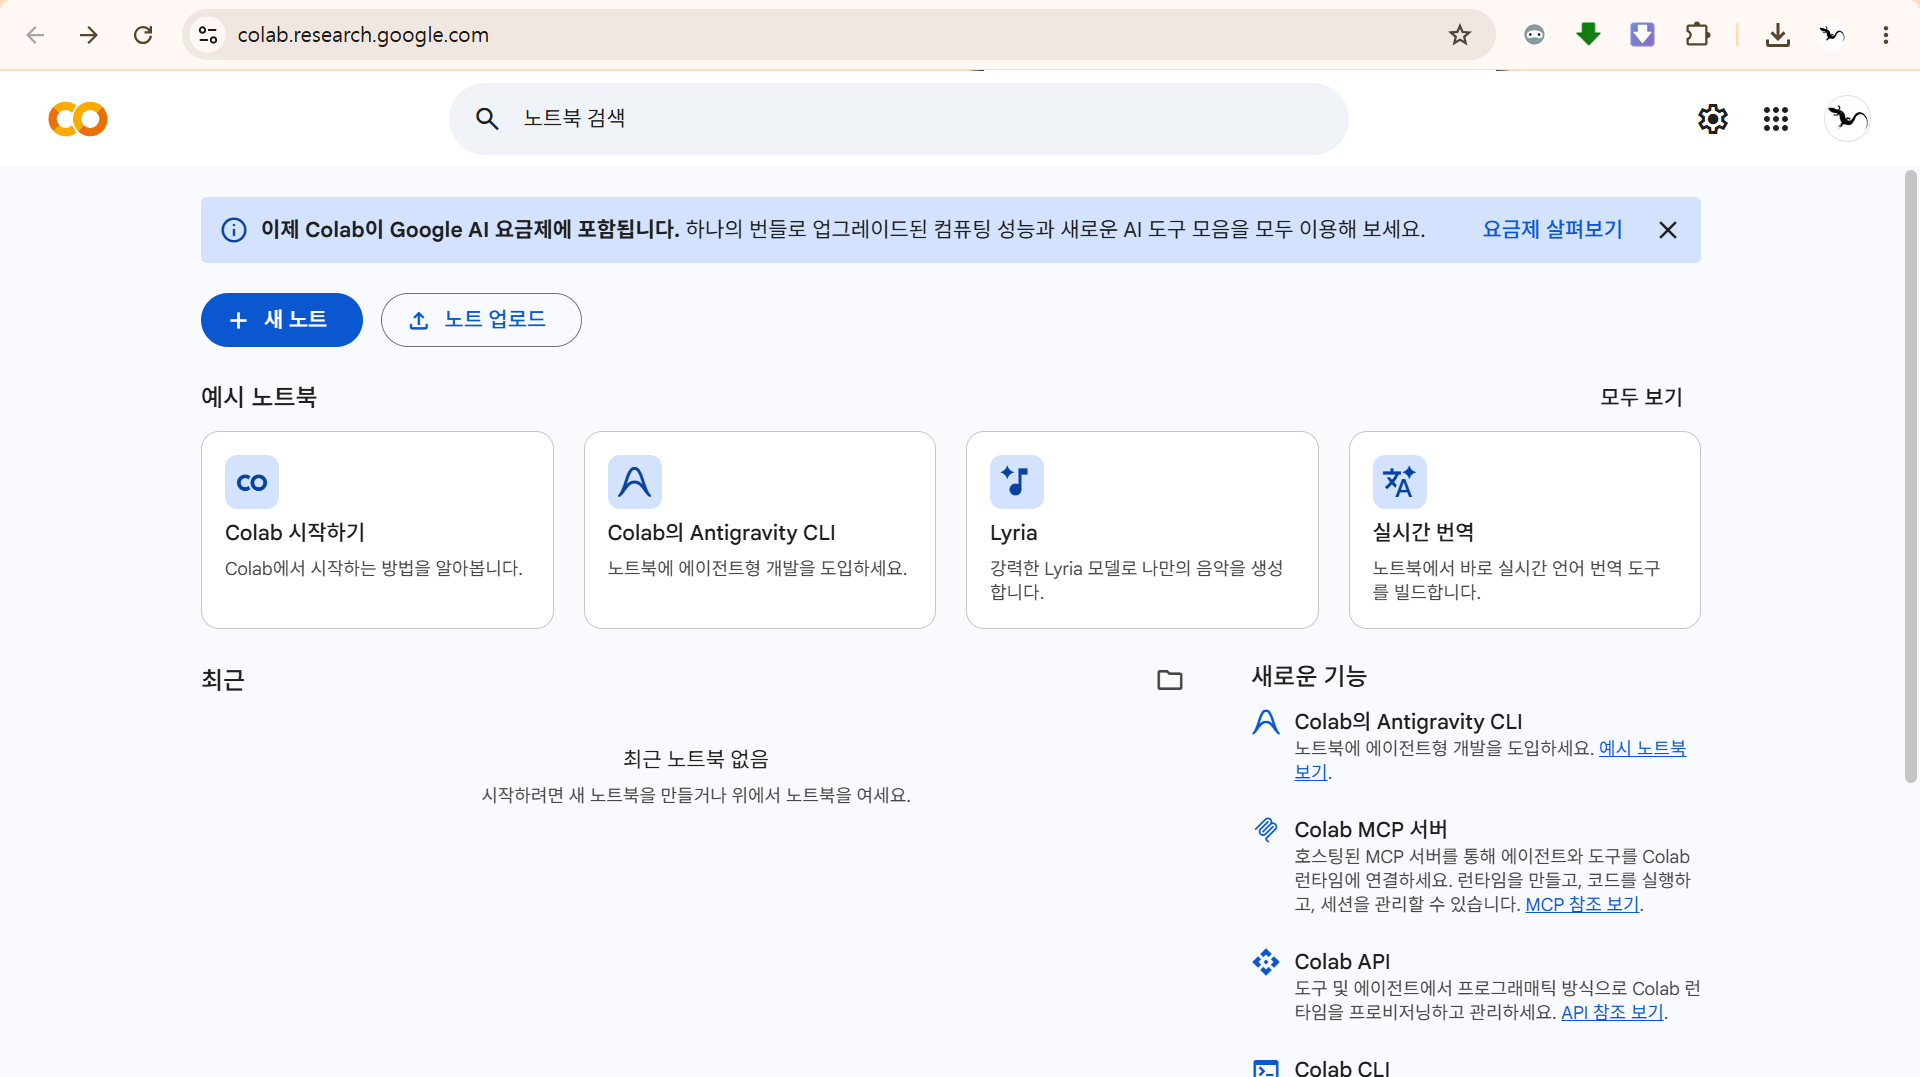 colab.research.google.com
노트북 검색
이제 Colab이 Google AI 요금제에 포함됩니다. 하나의 번들로 업그레이드된 컴퓨팅 성능과 새로운 AI 도구 모음을 모두 이용해 보세요. 요금제 살펴보기
새 노트 노트 업로드
예시 노트북 모두 보기
CO
Colab 시작하기
Colab에서 시작하는 방법을 알아봅니다.
Colab의 Antigravity CLI
노트북에 에이전트형 개발을 도입하세요.
Lyria
강력한 Lyria 모델로 나만의 음악을 생성
합니다.
실시간 번역
노트북에서 바로 실시간 언어 번역 도구
를 빌드합니다.
최근
최근 노트북 없음
시작하려면 새 노트북을 만들거나 위에서 노트북을 여세요.
새로운 기능
Colab의 Antigravity CLI
노트북에 에이전트형 개발을 도입하세요. 예시 노트북
보기.
Colab MCP 서버
호스팅된 MCP 서버를 통해 에이전트와 도구를 Colab
런타임에 연결하세요. 런타임을 만들고, 코드를 실행하
고, 세션을 관리할 수 있습니다. MCP 참조 보기.
Colab API
도구 및 에이전트에서 프로그래매틱 방식으로 Colab 런
타임을 프로비저닝하고 관리하세요. API 참조 보기.
Colab CLI